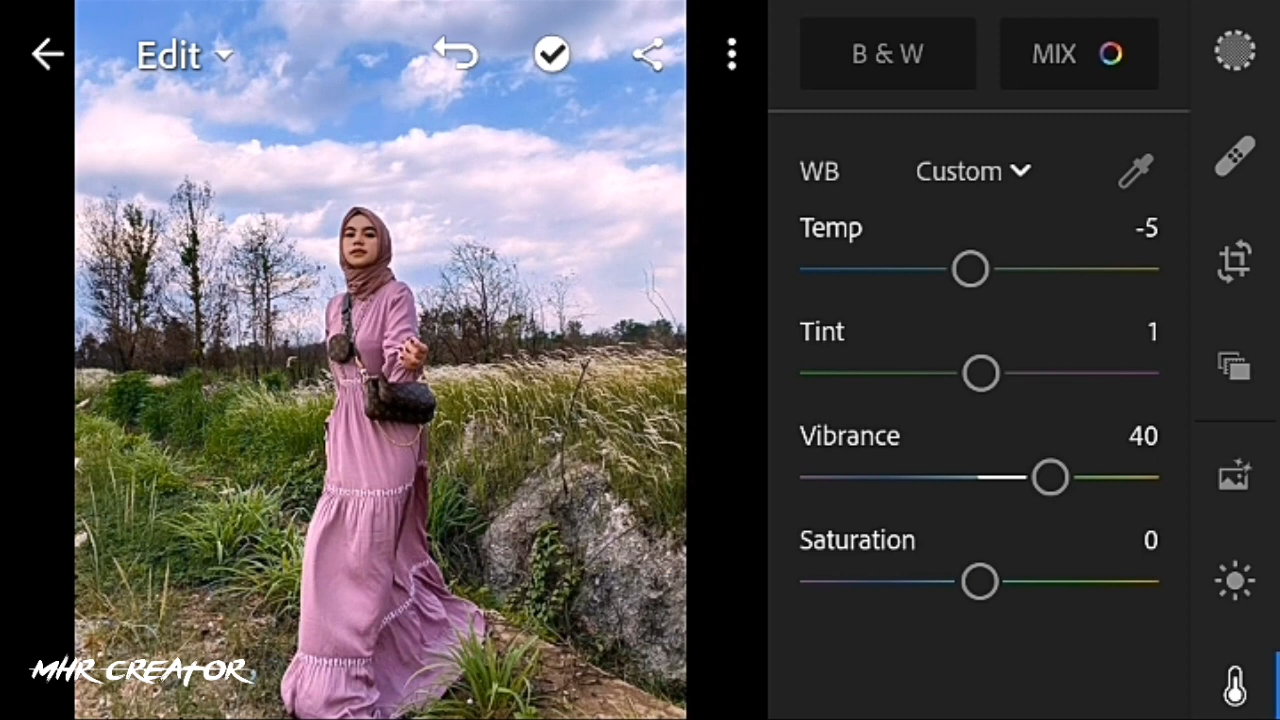 Edit
B & W
MIX
WB
Custom
Temp
-5
Tint
1
Vibrance
40
Saturation
0
MHR CREATOR